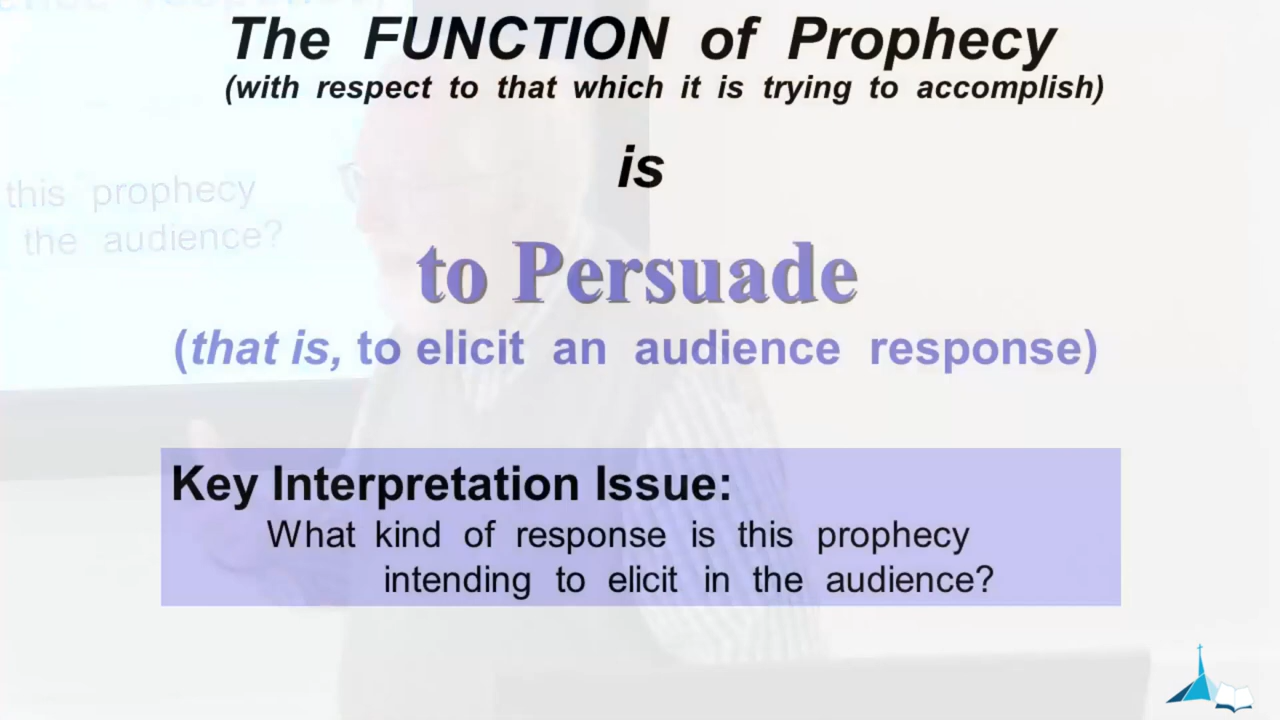 The FUNCTION of Prophecy
(with respect to that which it is trying to accomplish)
is
to Persuade
(that is, to elicit an audience response)
Key Interpretation Issue:
What kind of response is this prophecy
intending to elicit in the audience?
this prophecy
the audience?